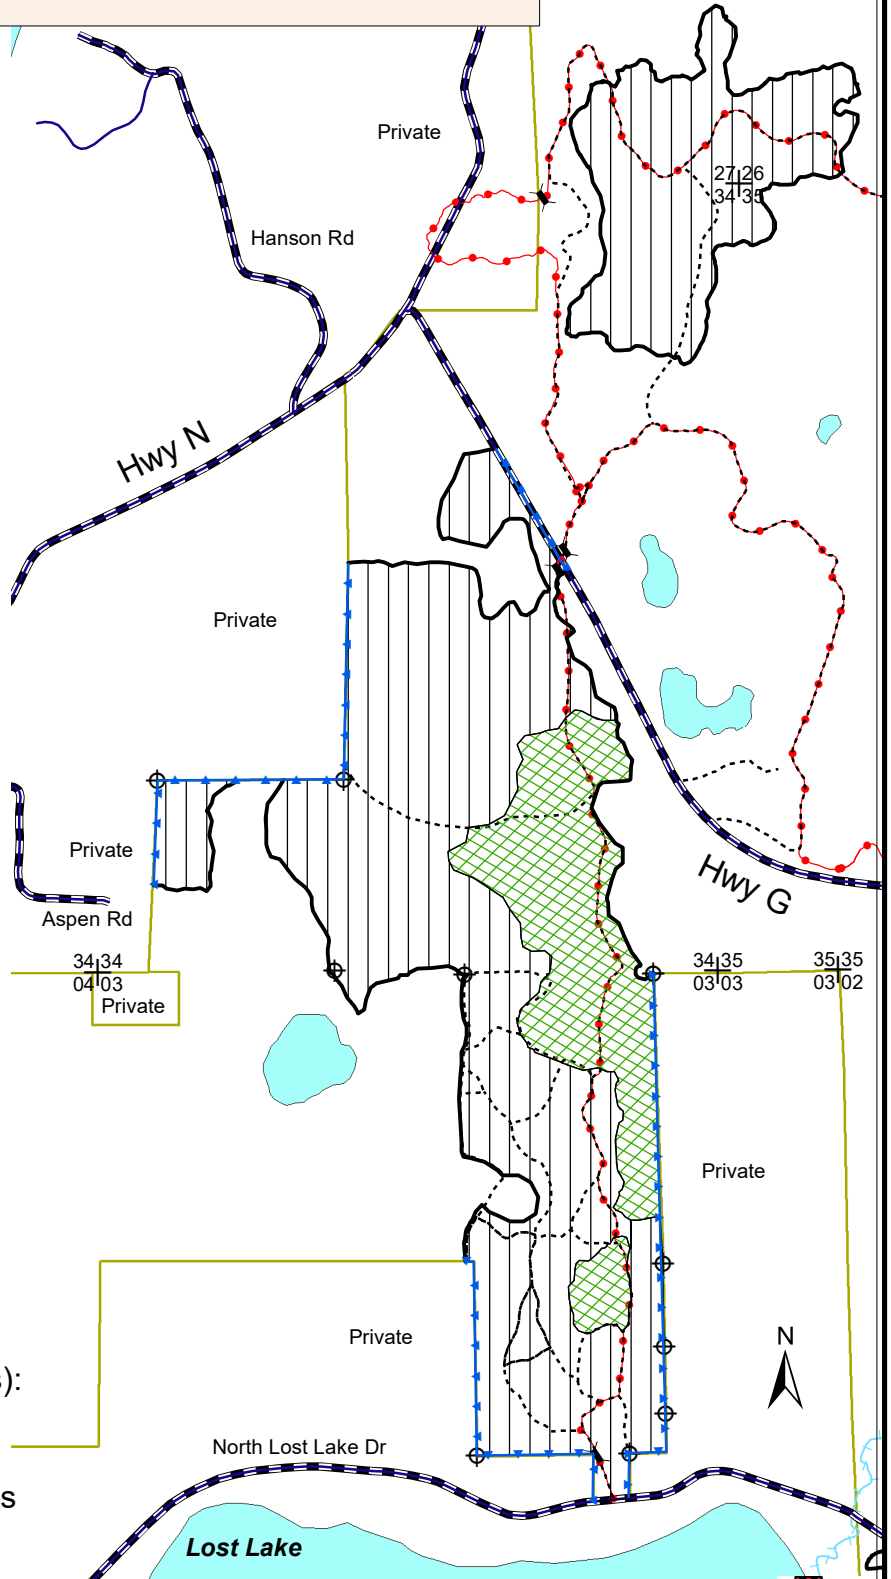 Private
27 26
34 35
Hanson Rd
Hwy N
Private
Private
Hwy G
Aspen Rd
34 34
04 03
34 35
03 03
35 35
03 02
Private
Private
N
Private
):
North Lost Lake Dr
s
Lost Lake